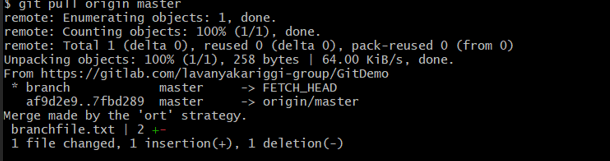 $ git pull origin master
remote: Enumerating objects: 1, done.
remote: Counting objects: 100% (1/1), done.
remote: Total 1 (delta 0), reused 0 (delta 0), pack-reused 0 (from 0)
Unpacking objects: 100% (1/1), 258 bytes | 64.00 KiB/s, done.
From https://gitlab.com/lavanyakariggi-group/GitDemo
 * branch            master     -> FETCH_HEAD
   af9d2e9..7fbd289  master     -> origin/master
Merge made by the 'ort' strategy.
 branchfile.txt | 2 +-
 1 file changed, 1 insertion(+), 1 deletion(-)